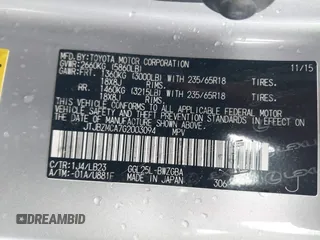 MFD. BY: TOYOTA MOTOR CORPORATION 11/15
GVWR: 2660KG (5860LB)
GAWR: FRT. 1360KG (3000LB) WITH 235/65R18 TIRES.
18X8J RIMS
RR. 1460KG (3215LB) WITH 235/65R18 TIRES.
18X8J RIMS
THIS VEHICLE CONFORMS TO ALL APPLICABLE FEDERAL MOTOR
VEHICLE SAFETY, BUMPER, AND THEFT PREVENTION STANDARDS IN
EFFECT ON THE DATE OF MANUFACTURE SHOWN ABOVE.
JTJBZMCA7G2003094 MPV
C/TR: 1J4/LB23
A/TM: -01A/U881F GGL25L-BWZGBA
MADE IN JAPAN
LEXUS
DREAMBID